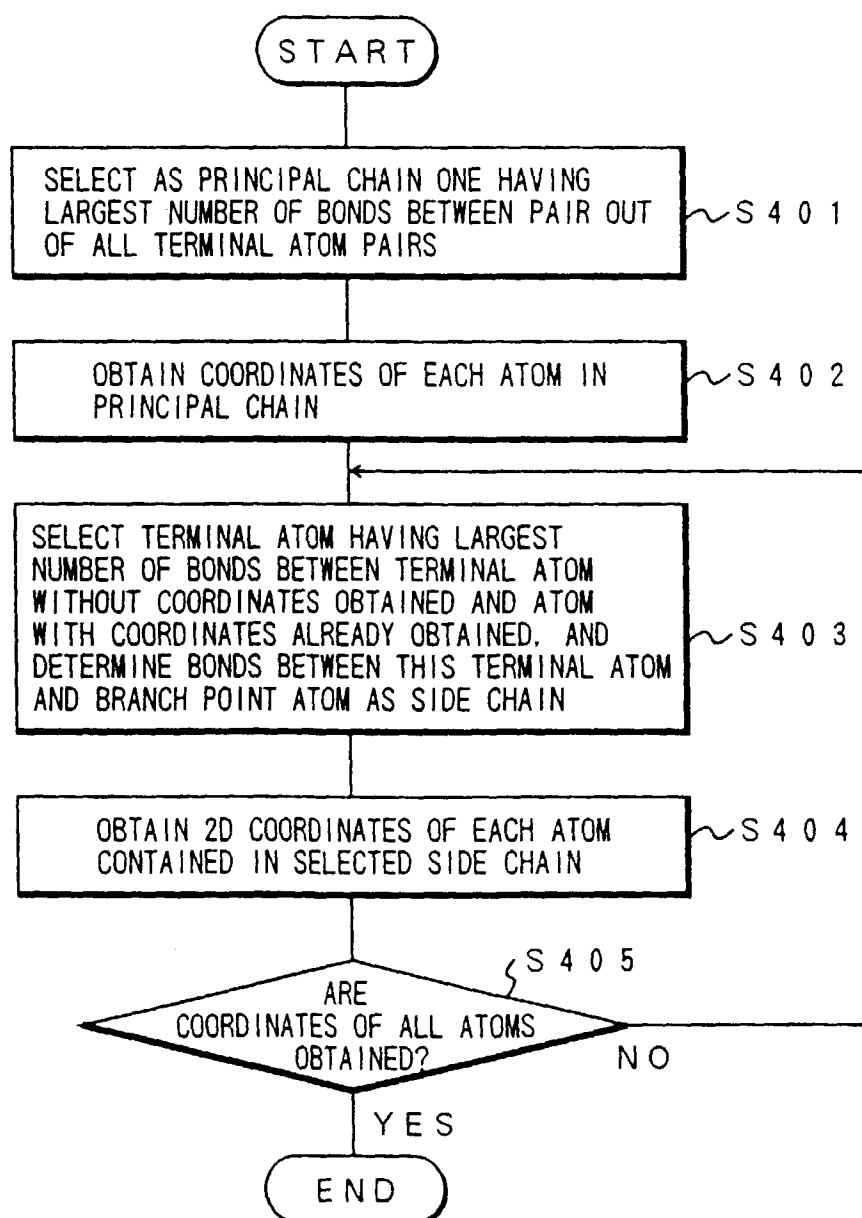 START
SELECT AS PRINCIPAL CHAIN ONE HAVING
LARGEST NUMBER OF BONDS BETWEEN PAIR OUT
OF ALL TERMINAL ATOM PAIRS
S401
OBTAIN COORDINATES OF EACH ATOM IN
PRINCIPAL CHAIN
S402
SELECT TERMINAL ATOM HAVING LARGEST
NUMBER OF BONDS BETWEEN TERMINAL ATOM
WITHOUT COORDINATES OBTAINED AND ATOM
WITH COORDINATES ALREADY OBTAINED, AND
DETERMINE BONDS BETWEEN THIS TERMINAL ATOM
AND BRANCH POINT ATOM AS SIDE CHAIN
S403
OBTAIN 2D COORDINATES OF EACH ATOM
CONTAINED IN SELECTED SIDE CHAIN
S404
S405
ARE
COORDINATES OF ALL ATOMS
OBTAINED?
NO
YES
END